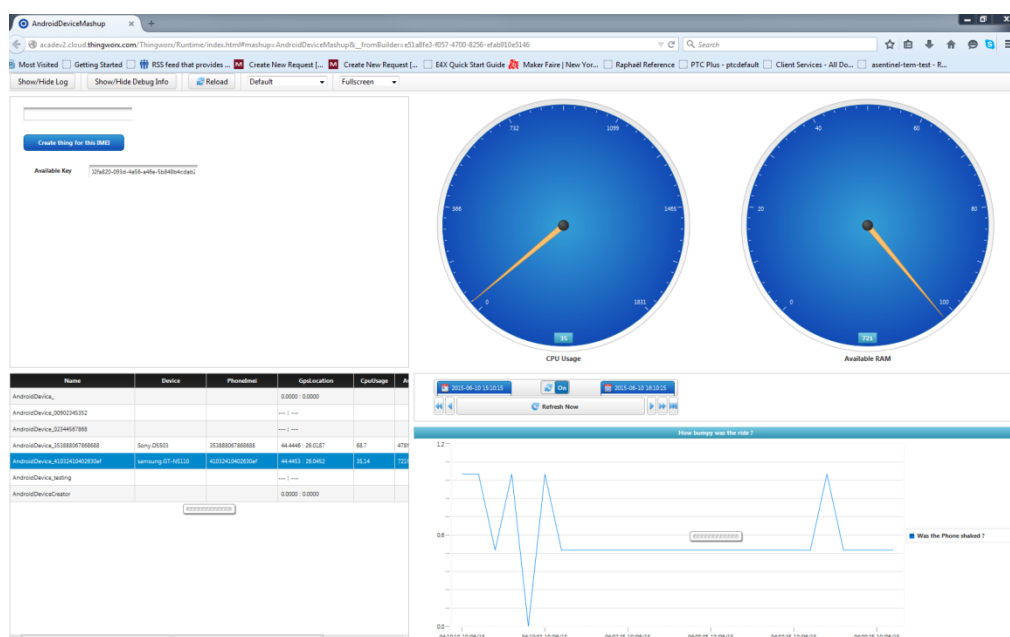 AndroidDeviceMashup × +
acadev2.cloud.thingworx.com/Thingworx/Runtime/index.html#mashup=AndroidDeviceMashup&__fromBuilder=e51a8fe3-f057-4700-8256-efab910e5146 Search
Most Visited Getting Started RSS feed that provides ... Create New Request [... Create New Request [... E4X Quick Start Guide Maker Faire | New Yor... Raphaël Reference PTC Plus - ptcdefault Client Services - All Do... asentinel-tem-test - R...
Show/Hide Log Show/Hide Debug Info Reload Default Fullscreen
Create thing for this IMEI
Available Key
732 1099
366 1465
0 1831
35
CPU Usage
40 60
20 80
0 100
721
Available RAM
Name Device PhoneImei GpsLocation CpuUsage
AndroidDevice_ 0.0000 : 0.0000
AndroidDevice_00902345352 ---- : ----
AndroidDevice_02344567868
AndroidDevice_353888067868688 Sony:D6503 353888067868688 44.4446 : 26.0187 68.7 4789
AndroidDevice_41032410402630ef samsung:GT-N5110 41032410402630ef 44.4453 : 26.0452 35.14 7215
AndroidDevice_testing ---- : ----
AndroidDeviceCreator 0.0000 : 0.0000
2015-06-10 15:10:15 On 2015-06-10 16:10:15
Refresh Now
How bumpy was the ride ?
1.2
0.6
0.0
Was the Phone shaked ?